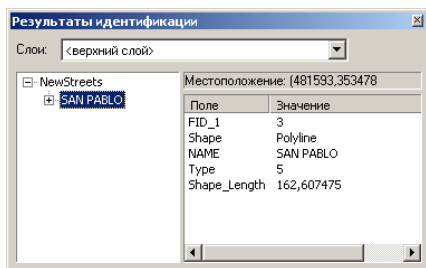 Результаты идентификации
Слои: <верхний слой>
NewStreets
SAN PABLO
Местоположение: (481593,353478
Поле Значение
FID_1 3
Shape Polyline
NAME SAN PABLO
Type 5
Shape_Length 162,607475